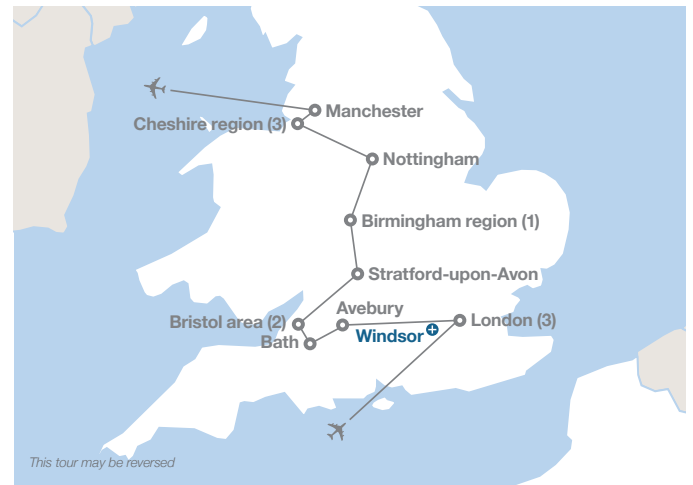 Manchester
Cheshire region (3)
Nottingham
Birmingham region (1)
Stratford-upon-Avon
Avebury
Bristol area (2)
London (3)
Windsor
Bath
This tour may be reversed